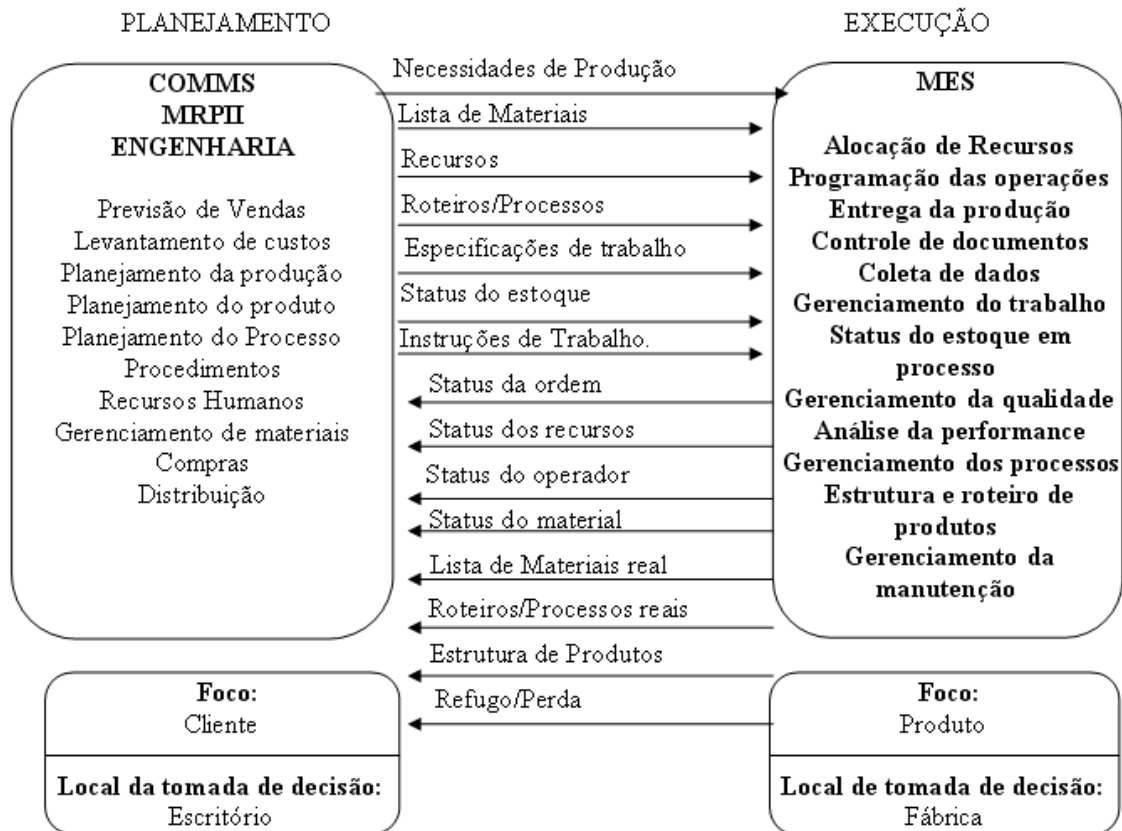 PLANEJAMENTO
EXECUÇÃO
COMMS
MRPII
ENGENHARIA
Previsão de Vendas
Levantamento de custos
Planejamento da produção
Planejamento do produto
Planejamento do Processo
Procedimentos
Recursos Humanos
Gerenciamento de materiais
Compras
Distribuição
Necessidades de Produção
Lista de Materiais
Recursos
Roteiros/Processos
Especificações de trabalho
Status do estoque
Instruções de Trabalho.
Status da ordem
Status dos recursos
Status do operador
Status do material
Lista de Materiais real
Roteiros/Processos reais
Estrutura de Produtos
Refugo/Perda
MES
Alocação de Recursos
Programação das operações
Entrega da produção
Controle de documentos
Coleta de dados
Gerenciamento do trabalho
Status do estoque em
processo
Gerenciamento da qualidade
Análise da performance
Gerenciamento dos processos
Estrutura e roteiro de
produtos
Gerenciamento da
manutenção
Foco:
Cliente
Local da tomada de decisão:
Escritório
Foco:
Produto
Local de tomada de decisão:
Fábrica